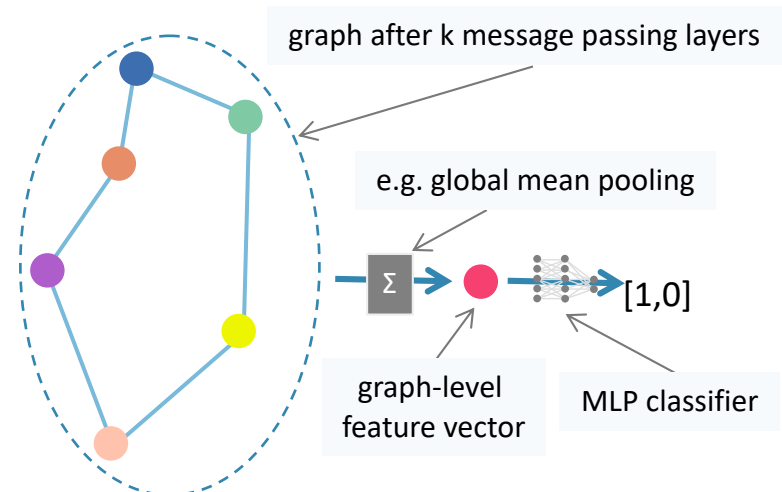 graph after k message passing layers
e.g. global mean pooling
Σ
[1,0]
graph-level
feature vector
MLP classifier